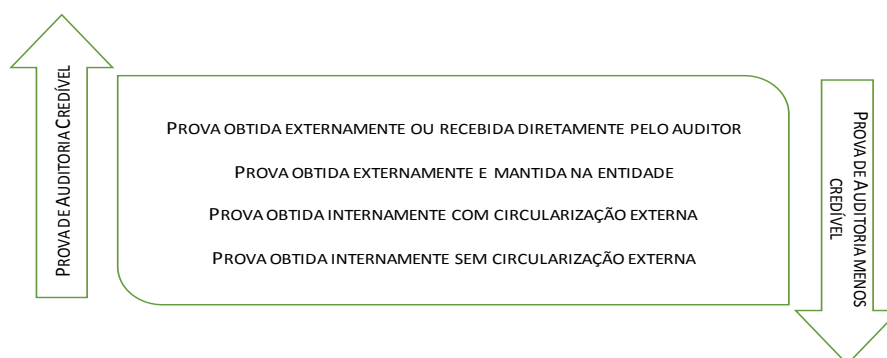 PROVA DE AUDITORIA CREDÍVEL
PROVA OBTIDA EXTERNAMENTE OU RECEBIDA DIRETAMENTE PELO AUDITOR
PROVA OBTIDA EXTERNAMENTE E MANTIDA NA ENTIDADE
PROVA OBTIDA INTERNAMENTE COM CIRCULARIZAÇÃO EXTERNA
PROVA OBTIDA INTERNAMENTE SEM CIRCULARIZAÇÃO EXTERNA
PROVA DE AUDITORIA MENOS
CREDÍVEL